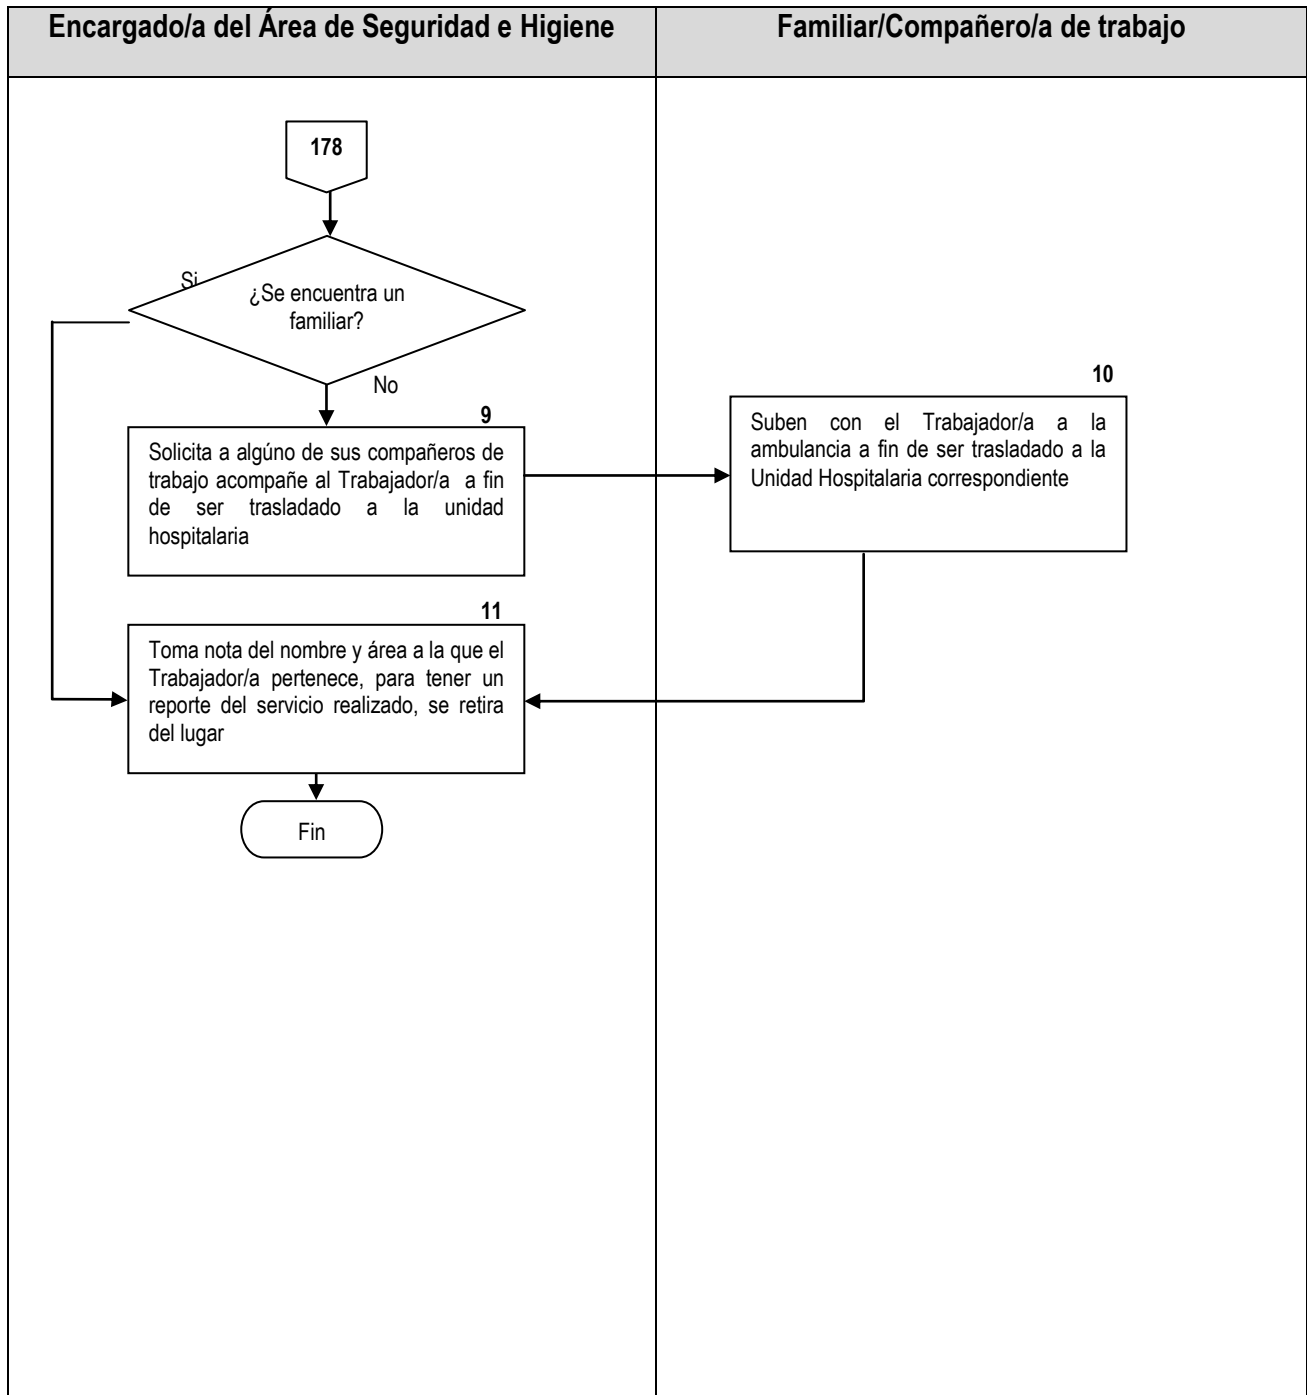 Encargado/a del Área de Seguridad e Higiene
Familiar/Compañero/a de trabajo
178
Si
¿Se encuentra un
familiar?
No
9
Solicita a algúno de sus compañeros de
trabajo acompañe al Trabajador/a a fin
de ser trasladado a la unidad
hospitalaria
10
Suben con el Trabajador/a a la
ambulancia a fin de ser trasladado a la
Unidad Hospitalaria correspondiente
11
Toma nota del nombre y área a la que el
Trabajador/a pertenece, para tener un
reporte del servicio realizado, se retira
del lugar
Fin